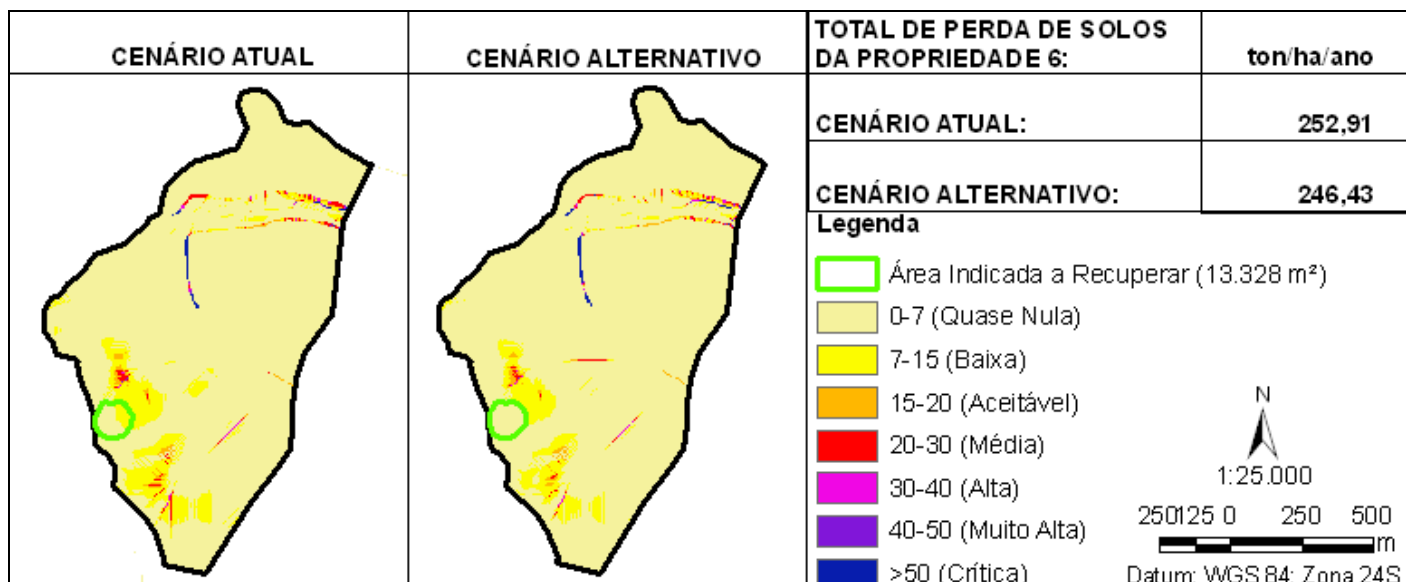 CENÁRIO ATUAL
CENÁRIO ALTERNATIVO
TOTAL DE PERDA DE SOLOS
DA PROPRIEDADE 6:
ton/ha/ano
CENÁRIO ATUAL:
252,91
CENÁRIO ALTERNATIVO:
246,43
Legenda
Área Indicada a Recuperar (13.328 m²)
0-7 (Quase Nula)
7-15 (Baixa)
15-20 (Aceitável)
20-30 (Média)
30-40 (Alta)
40-50 (Muito Alta)
>50 (Crítica)
N
1:25.000
250125 0 250 500
m
Datum: WGS 84; Zona 24S